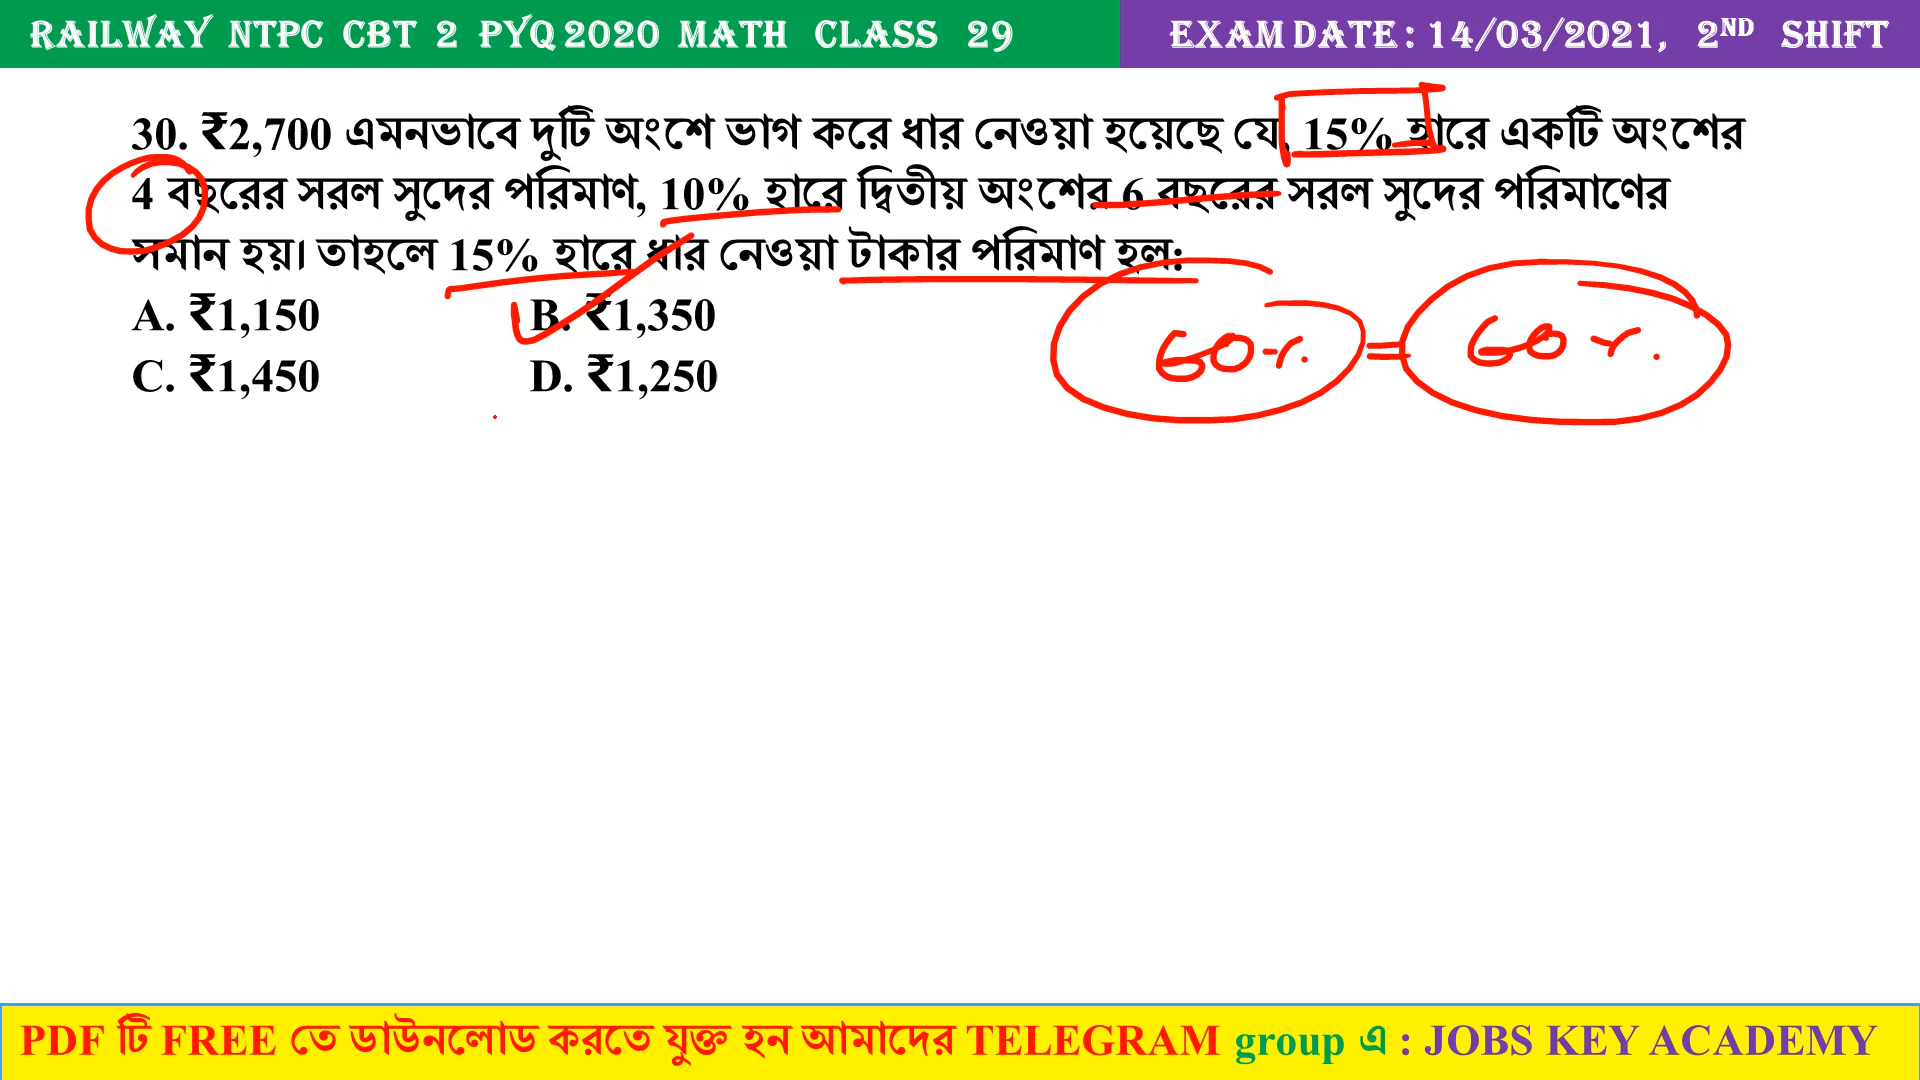 RAILWAY NTPC CBT 2 PYQ 2020 MATH CLASS 29
EXAM DATE : 14/03/2021, 2ND SHIFT
30. ₹2,700 এমনভাবে দুটি অংশে ভাগ করে ধার নেওয়া হয়েছে যে, 15% হারে একটি অংশের
4 বছরের সরল সুদের পরিমাণ, 10% হারে দ্বিতীয় অংশের 6 বছরের সরল সুদের পরিমাণের
সমান হয়। তাহলে 15% হারে ধার নেওয়া টাকার পরিমাণ হল:
A. ₹1,150 B. ₹1,350
C. ₹1,450 D. ₹1,250
60% = 60%
PDF টি FREE তে ডাউনলোড করতে যুক্ত হন আমাদের TELEGRAM group এ : JOBS KEY ACADEMY